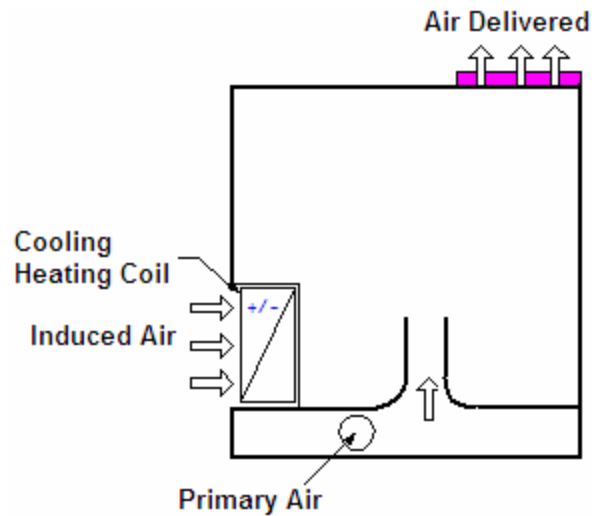 Air Delivered
Cooling
Heating Coil
+/-
Induced Air
Primary Air